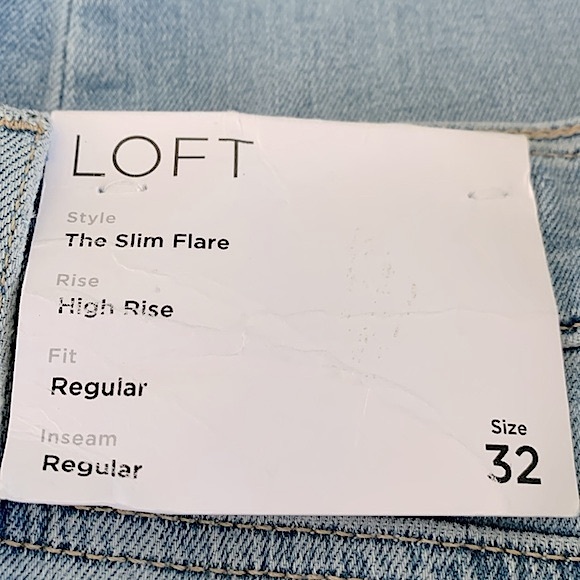 LOFT
Style
The Slim Flare
Rise
High Rise
Fit
Regular
Inseam
Regular
Size
32